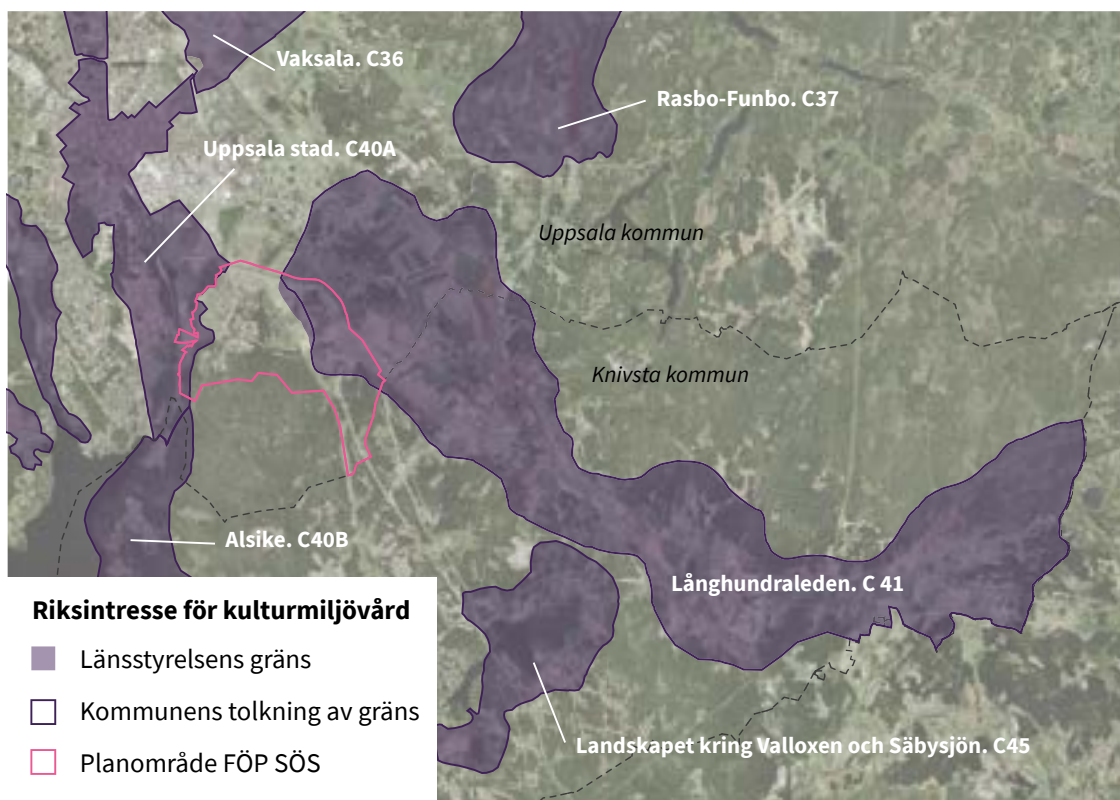 Vaksala. C36
Rasbo-Funbo. C37
Uppsala stad. C40A
Uppsala kommun
Knivsta kommun
Alsike. C40B
Långhundraleden. C 41
Landskapet kring Valloxen och Säbysjön. C45
Riksintresse för kulturmiljövård
Länsstyrelsens gräns
Kommunens tolkning av gräns
Planområde FÖP SÖS